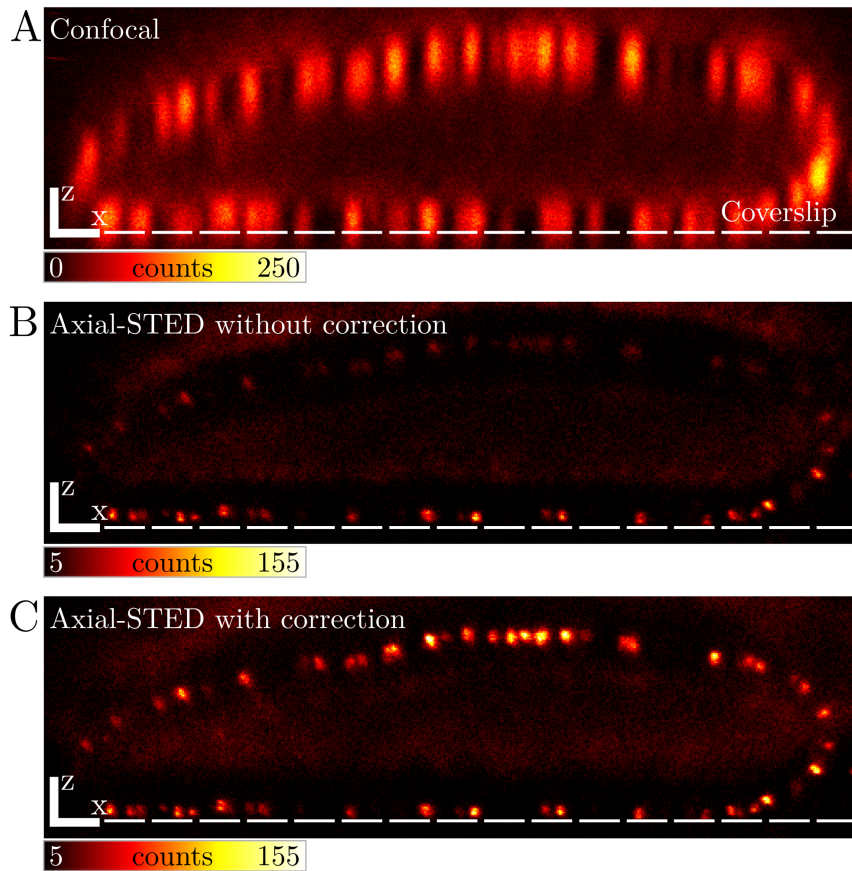 A
Confocal
z
x
Coverslip
0 counts 250
B
Axial-STED without correction
z
x
5 counts 155
C
Axial-STED with correction
z
x
5 counts 155